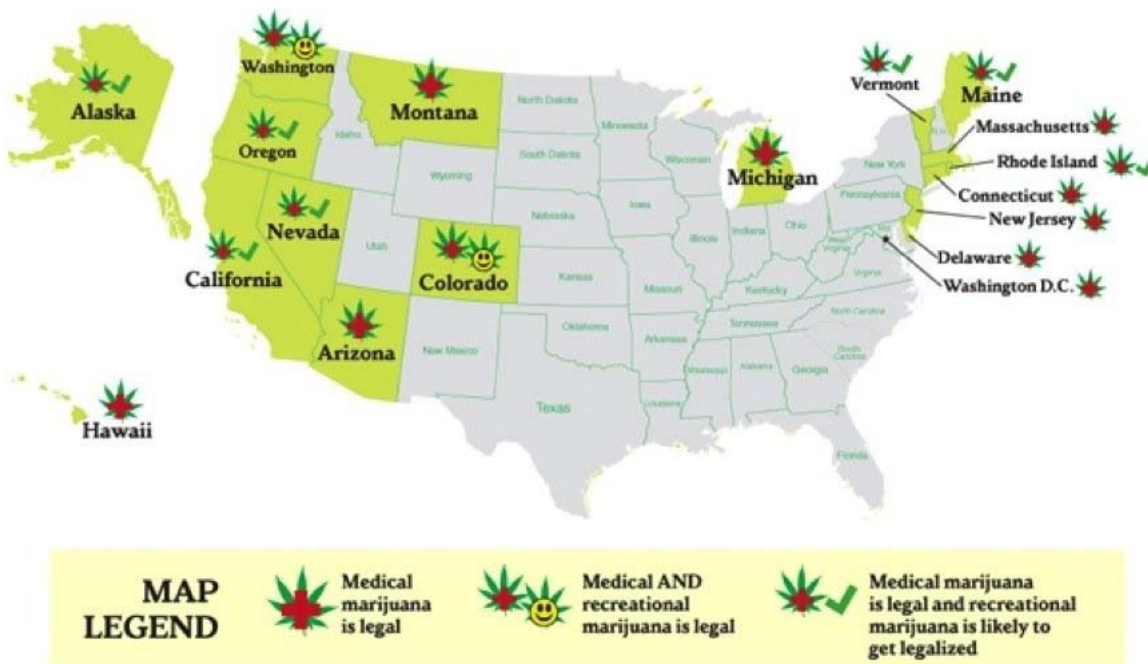 Washington
Alaska
Montana
North Dakota
Minnesota
Vermont
Maine
Massachusetts
Oregon
Idaho
South Dakota
Wisconsin
Michigan
New York
Rhode Island
Wyoming
Connecticut
Nevada
Nebraska
Iowa
Pennsylvania
New Jersey
California
Utah
Colorado
Illinois
Indiana
Ohio
West
Virginia
Delaware
Washington D.C.
Kansas
Missouri
Kentucky
Virginia
Arizona
New Mexico
Oklahoma
Arkansas
Tennessee
North Carolina
South
Carolina
Mississippi
Alabama
Georgia
Texas
Louisiana
Florida
Hawaii
MAP
LEGEND
Medical
marijuana
is legal
Medical AND
recreational
marijuana is legal
Medical marijuana
is legal and recreational
marijuana is likely to
get legalized